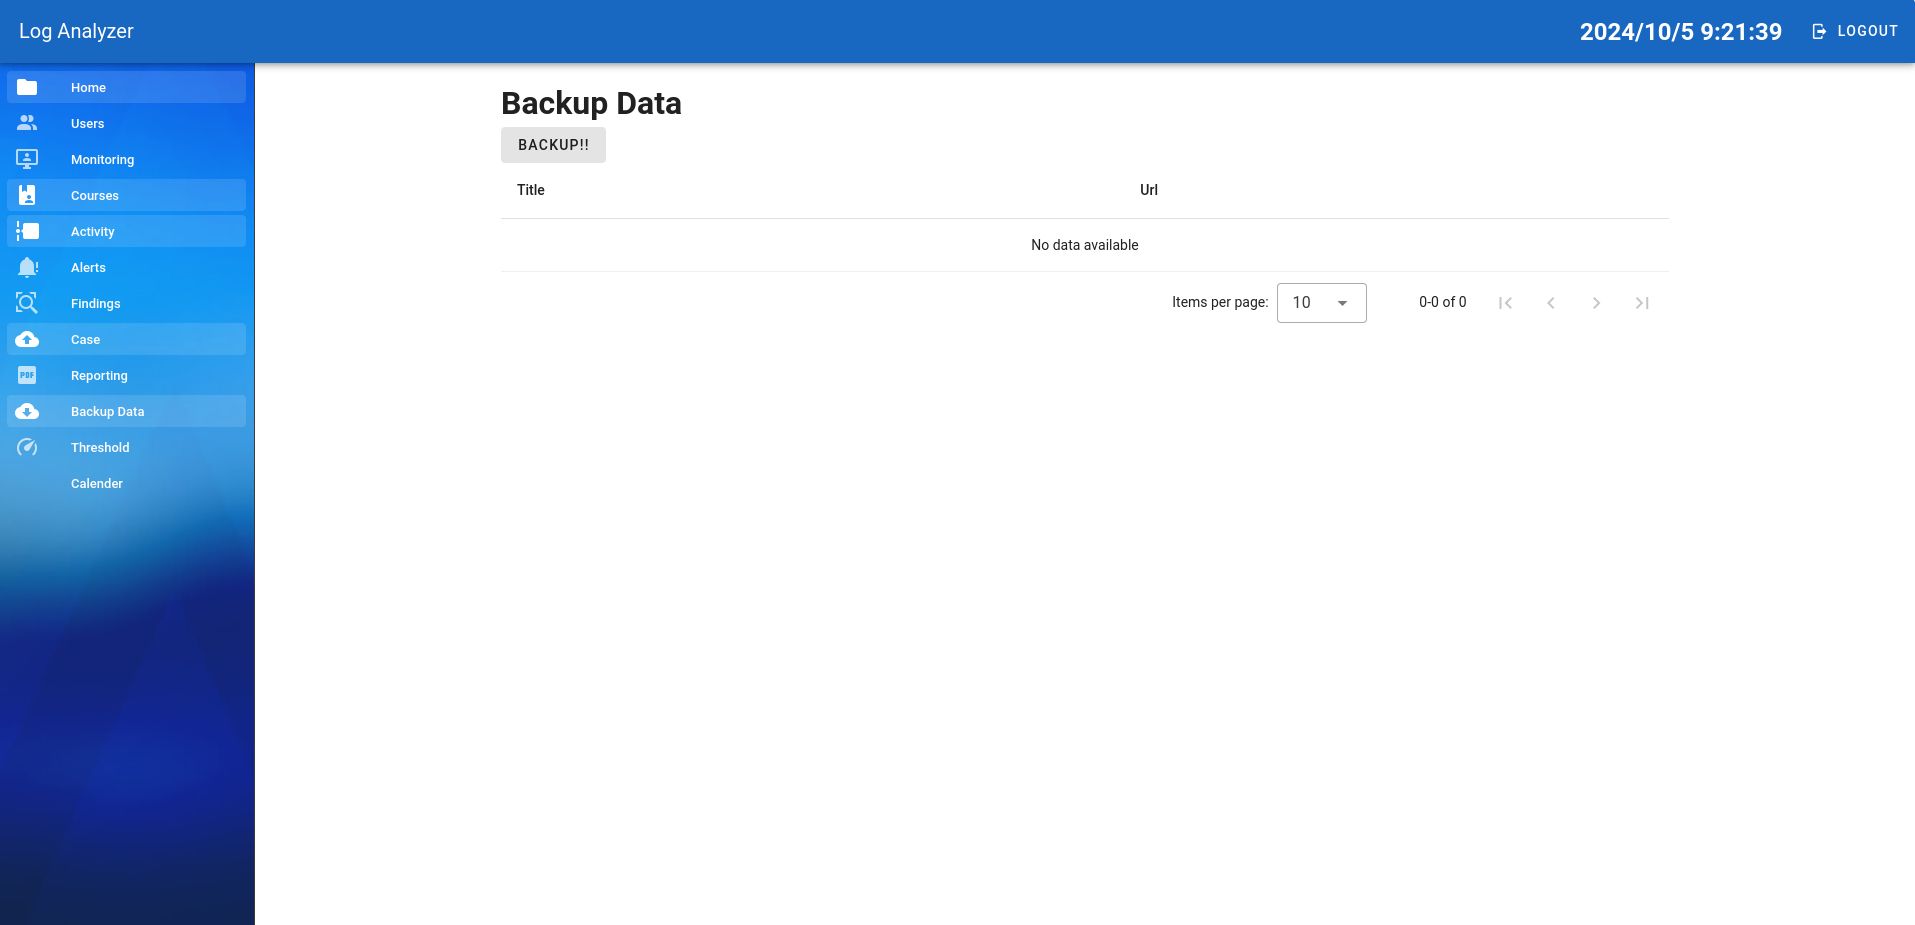 Log Analyzer
2024/10/5 9:21:39 LOGOUT
Home
Users
Monitoring
Courses
Activity
Alerts
Findings
Case
Reporting
PDF
Backup Data
Threshold
Calender
Backup Data
BACKUP!!
Title Url
No data available
Items per page: 10 0-0 of 0